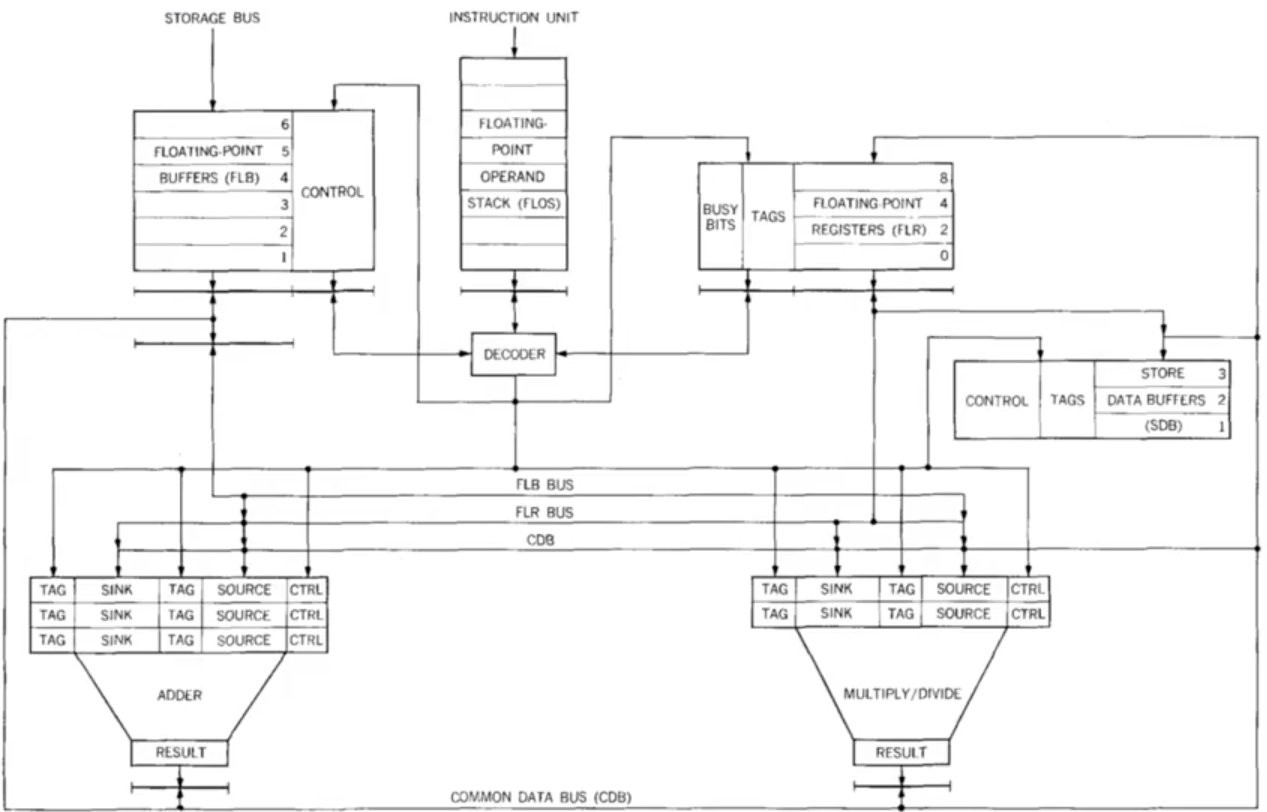 STORAGE BUS
INSTRUCTION UNIT
6
FLOATING-POINT 5
BUFFERS (FLB) 4
3
2
1
CONTROL
FLOATING-
POINT
OPERAND
STACK (FLOS)
BUSY
BITS
TAGS
8
FLOATING-POINT 4
REGISTERS (FLR) 2
0
DECODER
CONTROL
TAGS
STORE 3
DATA BUFFERS 2
(SDB) 1
FLB BUS
FLR BUS
CDB
TAG SINK TAG SOURCE CTRL
TAG SINK TAG SOURCE CTRL
TAG SINK TAG SOURCE CTRL
ADDER
RESULT
TAG SINK TAG SOURCE CTRL
TAG SINK TAG SOURCE CTRL
MULTIPLY/DIVIDE
RESULT
COMMON DATA BUS (CDB)